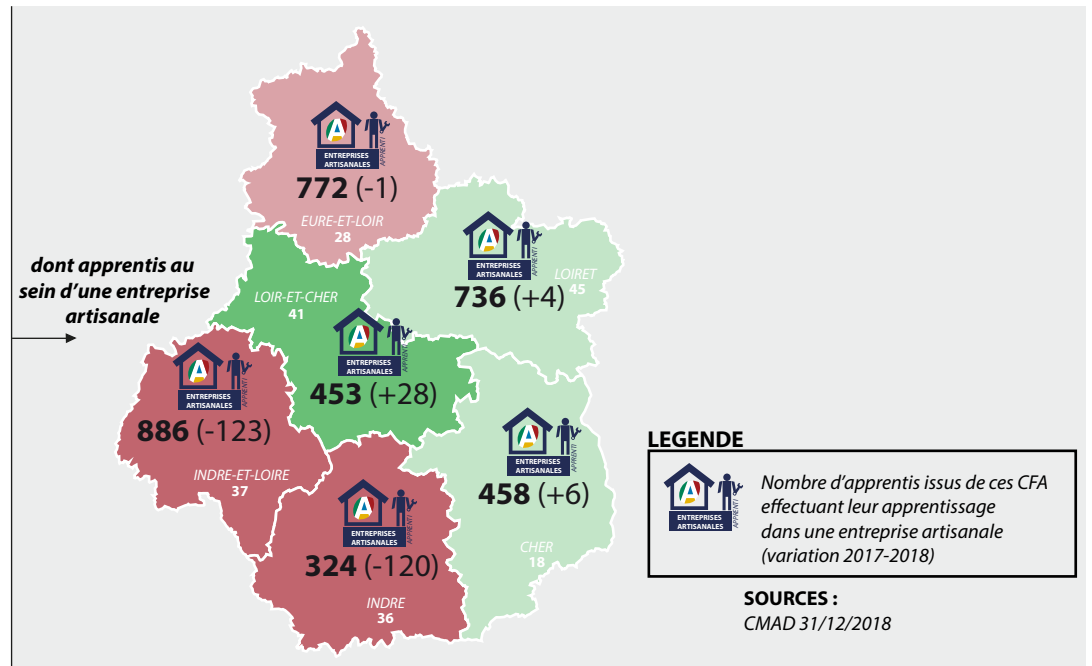 ENTREPRISES
ARTISANALES
APPRENTI
772 (-1)
EURE-ET-LOIR
28
ENTREPRISES
ARTISANALES
APPRENTI
LOIRET
45
736 (+4)
dont apprentis au
sein d'une entreprise
artisanale
LOIR-ET-CHER
41
ENTREPRISES
ARTISANALES
APPRENTI
453 (+28)
ENTREPRISES
ARTISANALES
APPRENTI
886 (-123)
INDRE-ET-LOIRE
37
ENTREPRISES
ARTISANALES
APPRENTI
458 (+6)
CHER
18
ENTREPRISES
ARTISANALES
APPRENTI
324 (-120)
INDRE
36
LEGENDE
ENTREPRISES
ARTISANALES
APPRENTI
Nombre d'apprentis issus de ces CFA
effectuant leur apprentissage
dans une entreprise artisanale
(variation 2017-2018)
SOURCES :
CMAD 31/12/2018